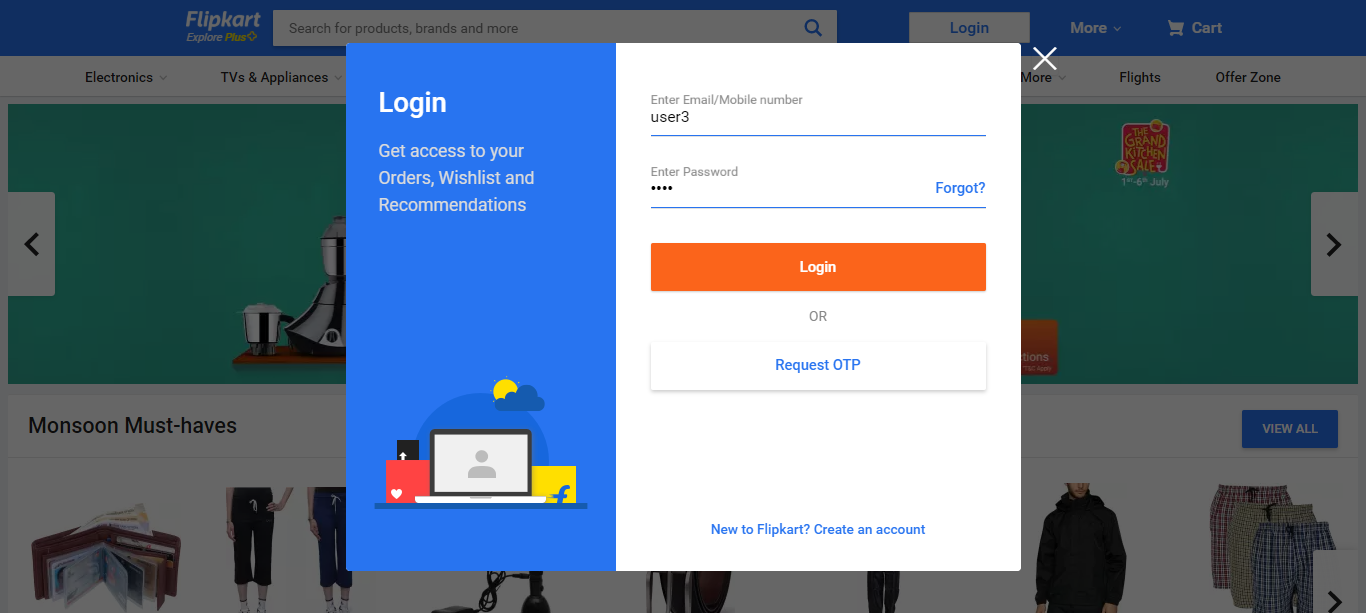 Flipkart
Explore Plus
Search for products, brands and more
Login
More
Cart
Electronics
TVs & Appliances
More
Flights
Offer Zone
Login
Get access to your
Orders, Wishlist and
Recommendations
Enter Email/Mobile number
user3
Enter Password
••••
Forgot?
Login
OR
Request OTP
New to Flipkart? Create an account
THE
GRAND
KITCHEN
SALE
1st-6th July
tions
*T&C Apply
Monsoon Must-haves
VIEW ALL